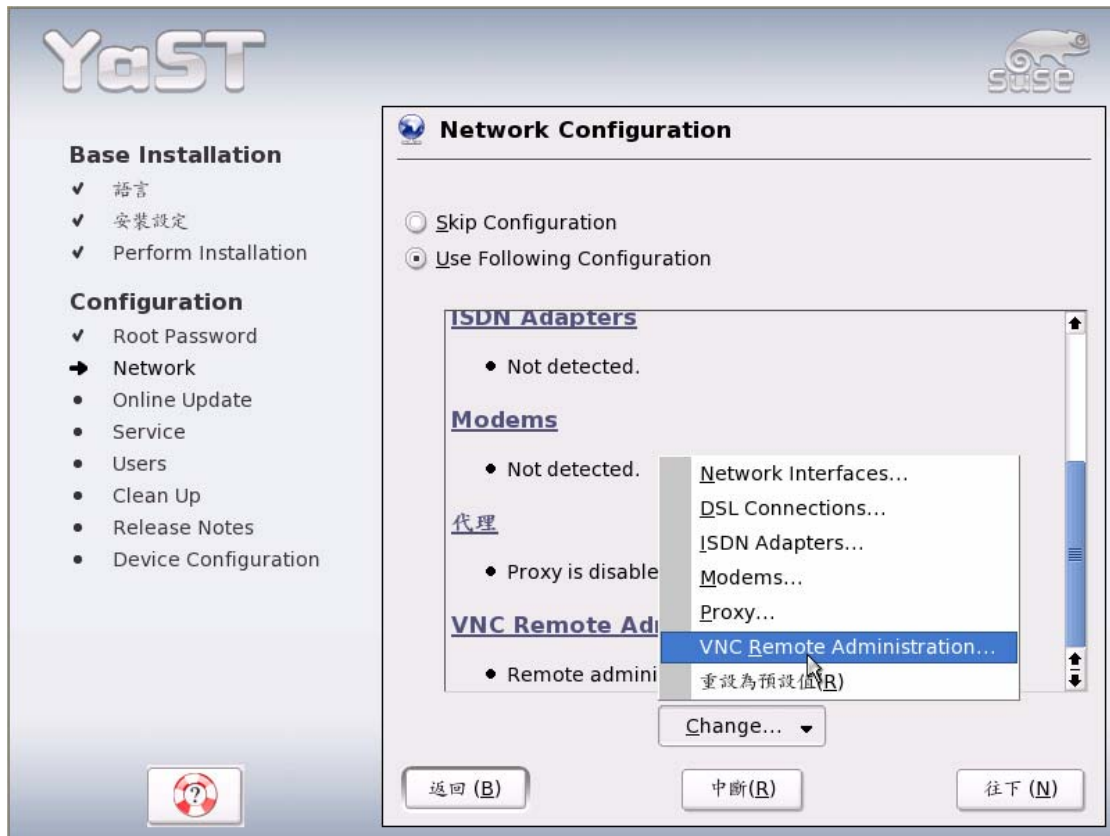 YaST
SUSE
Base Installation
語言
安裝設定
Perform Installation
Configuration
Root Password
Network
Online Update
Service
Users
Clean Up
Release Notes
Device Configuration
Network Configuration
Skip Configuration
Use Following Configuration
ISDN Adapters
Not detected.
Modems
Not detected.
代理
Proxy is disable
VNC Remote Ad
Remote admini
Network Interfaces...
DSL Connections...
ISDN Adapters...
Modems...
Proxy...
VNC Remote Administration...
重設為預設值(R)
Change...
返回 (B)
中斷(R)
往下 (N)